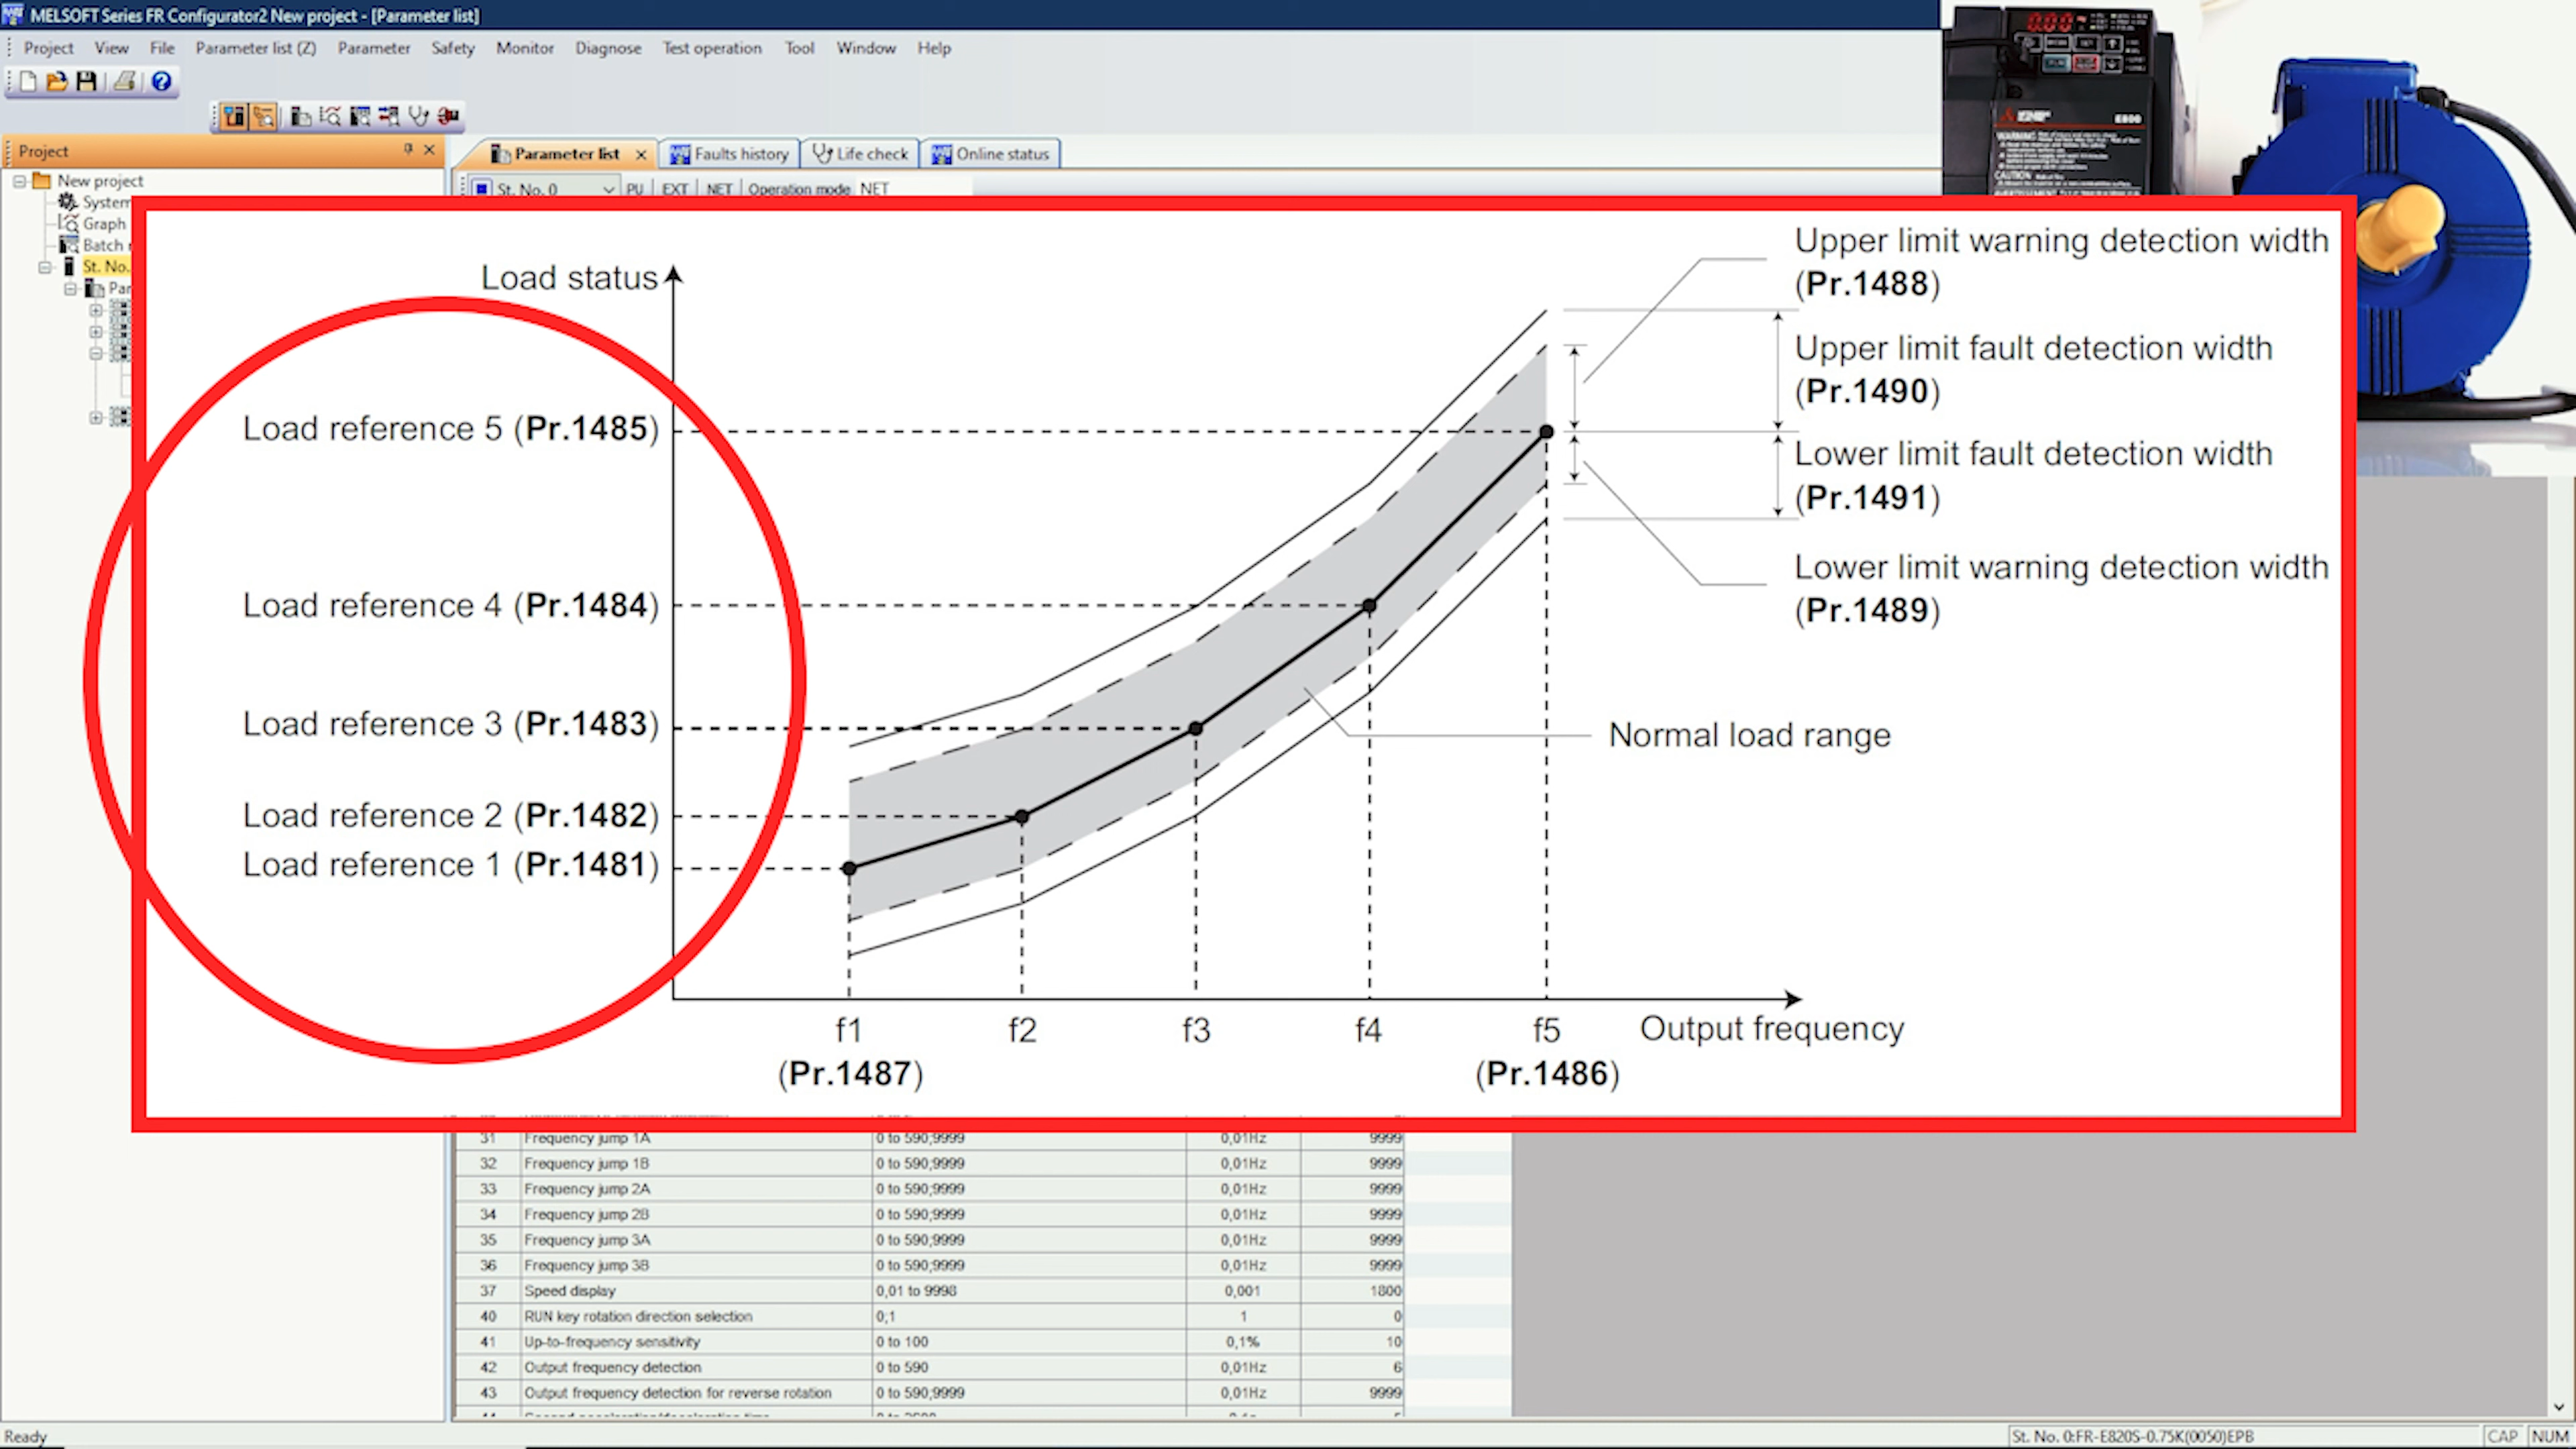 MELSOFT Series FR Configurator2 New project - [Parameter list]
Project View File Parameter list (Z) Parameter Safety Monitor Diagnose Test operation Tool Window Help
Project
Parameter list Faults history Life check Online status
New project
St. No. 0 PU EXT NET Operation mode NET
System
Graph
Batch
St. No.
Par
0.00
E800
WARNING
CAUTION
Load status
Load reference 5 (Pr.1485)
Load reference 4 (Pr.1484)
Load reference 3 (Pr.1483)
Load reference 2 (Pr.1482)
Load reference 1 (Pr.1481)
Upper limit warning detection width
(Pr.1488)
Upper limit fault detection width
(Pr.1490)
Lower limit fault detection width
(Pr.1491)
Lower limit warning detection width
(Pr.1489)
Normal load range
f1 f2 f3 f4 f5 Output frequency
(Pr.1487) (Pr.1486)
31 Frequency jump 1A 0 to 590;9999 0,01Hz 9999
32 Frequency jump 1B 0 to 590;9999 0,01Hz 9999
33 Frequency jump 2A 0 to 590;9999 0,01Hz 9999
34 Frequency jump 2B 0 to 590;9999 0,01Hz 9999
35 Frequency jump 3A 0 to 590;9999 0,01Hz 9999
36 Frequency jump 3B 0 to 590;9999 0,01Hz 9999
37 Speed display 0,01 to 9998 0,001 1800
40 RUN key rotation direction selection 0;1 1 0
41 Up-to-frequency sensitivity 0 to 100 0,1% 10
42 Output frequency detection 0 to 590 0,01Hz 6
43 Output frequency detection for reverse rotation 0 to 590;9999 0,01Hz 9999
Ready St. No. 0:FR-E820S-0.75K(0050)EPB CAP NUM